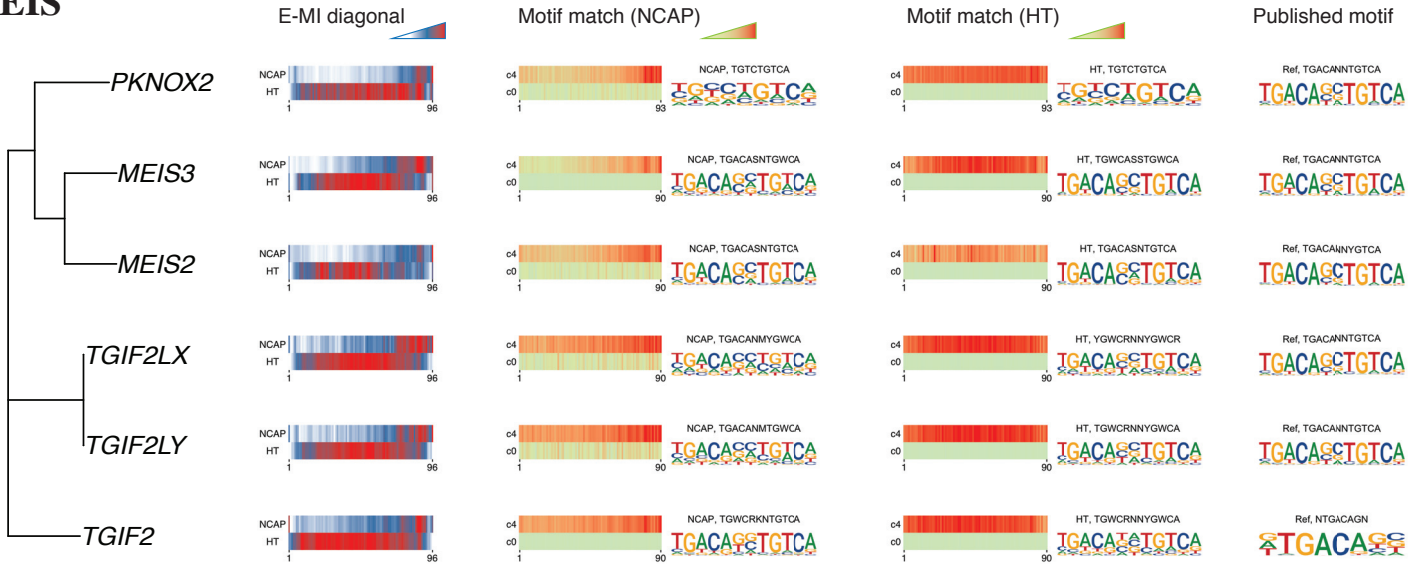 EIS
E-MI diagonal
Motif match (NCAP)
Motif match (HT)
Published motif
PKNOX2
NCAP
HT
1 96
c4
c0
1 93
NCAP, TGTCTGTCA
c4
c0
1 93
HT, TGTCTGTCA
Ref, TGACANNTGTCA
MEIS3
NCAP
HT
1 96
c4
c0
1 90
NCAP, TGACASNTGWCA
c4
c0
1 90
HT, TGWCASSTGWCA
Ref, TGACANNTGTCA
MEIS2
NCAP
HT
1 96
c4
c0
1 90
NCAP, TGACASNTGTCA
c4
c0
1 90
HT, TGACASNTGTCA
Ref, TGACANNYGTCA
TGIF2LX
NCAP
HT
1 96
c4
c0
1 90
NCAP, TGACANMYGWCA
c4
c0
1 90
HT, YGWCRNNYGWCR
Ref, TGACANNTGTCA
TGIF2LY
NCAP
HT
1 96
c4
c0
1 90
NCAP, TGACANMTGWCA
c4
c0
1 90
HT, TGWCRNNYGWCA
Ref, TGACANNTGTCA
TGIF2
NCAP
HT
1 96
c4
c0
1 90
NCAP, TGWCRKNTGTCA
c4
c0
1 90
HT, TGWCRNNYGWCA
Ref, NTGACAGN